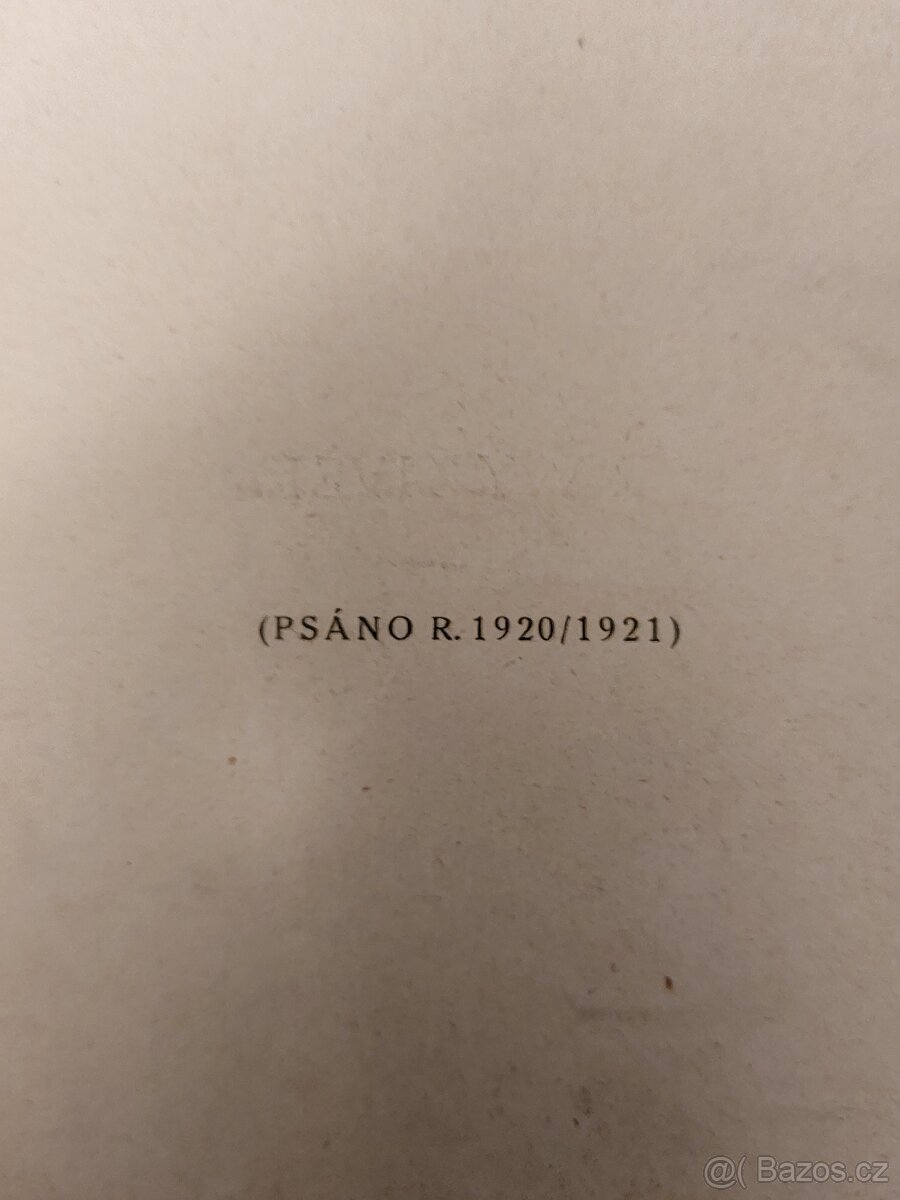 (PSÁNO R. 1920/1921)
@( Bazos.cz